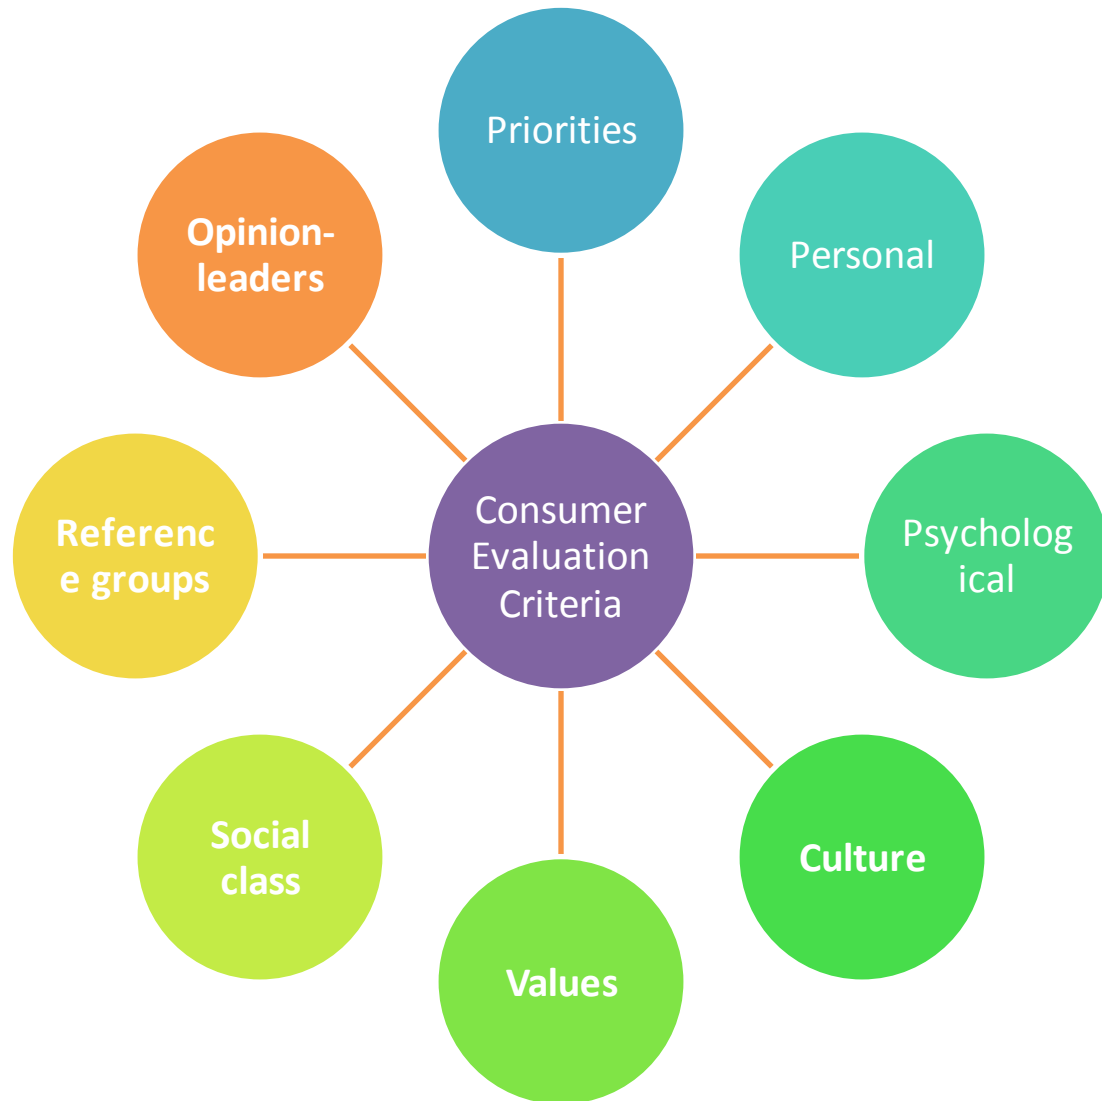 Priorities
Personal
Psycholog
ical
Culture
Values
Social
class
Referenc
e groups
Opinion-
leaders
Consumer
Evaluation
Criteria